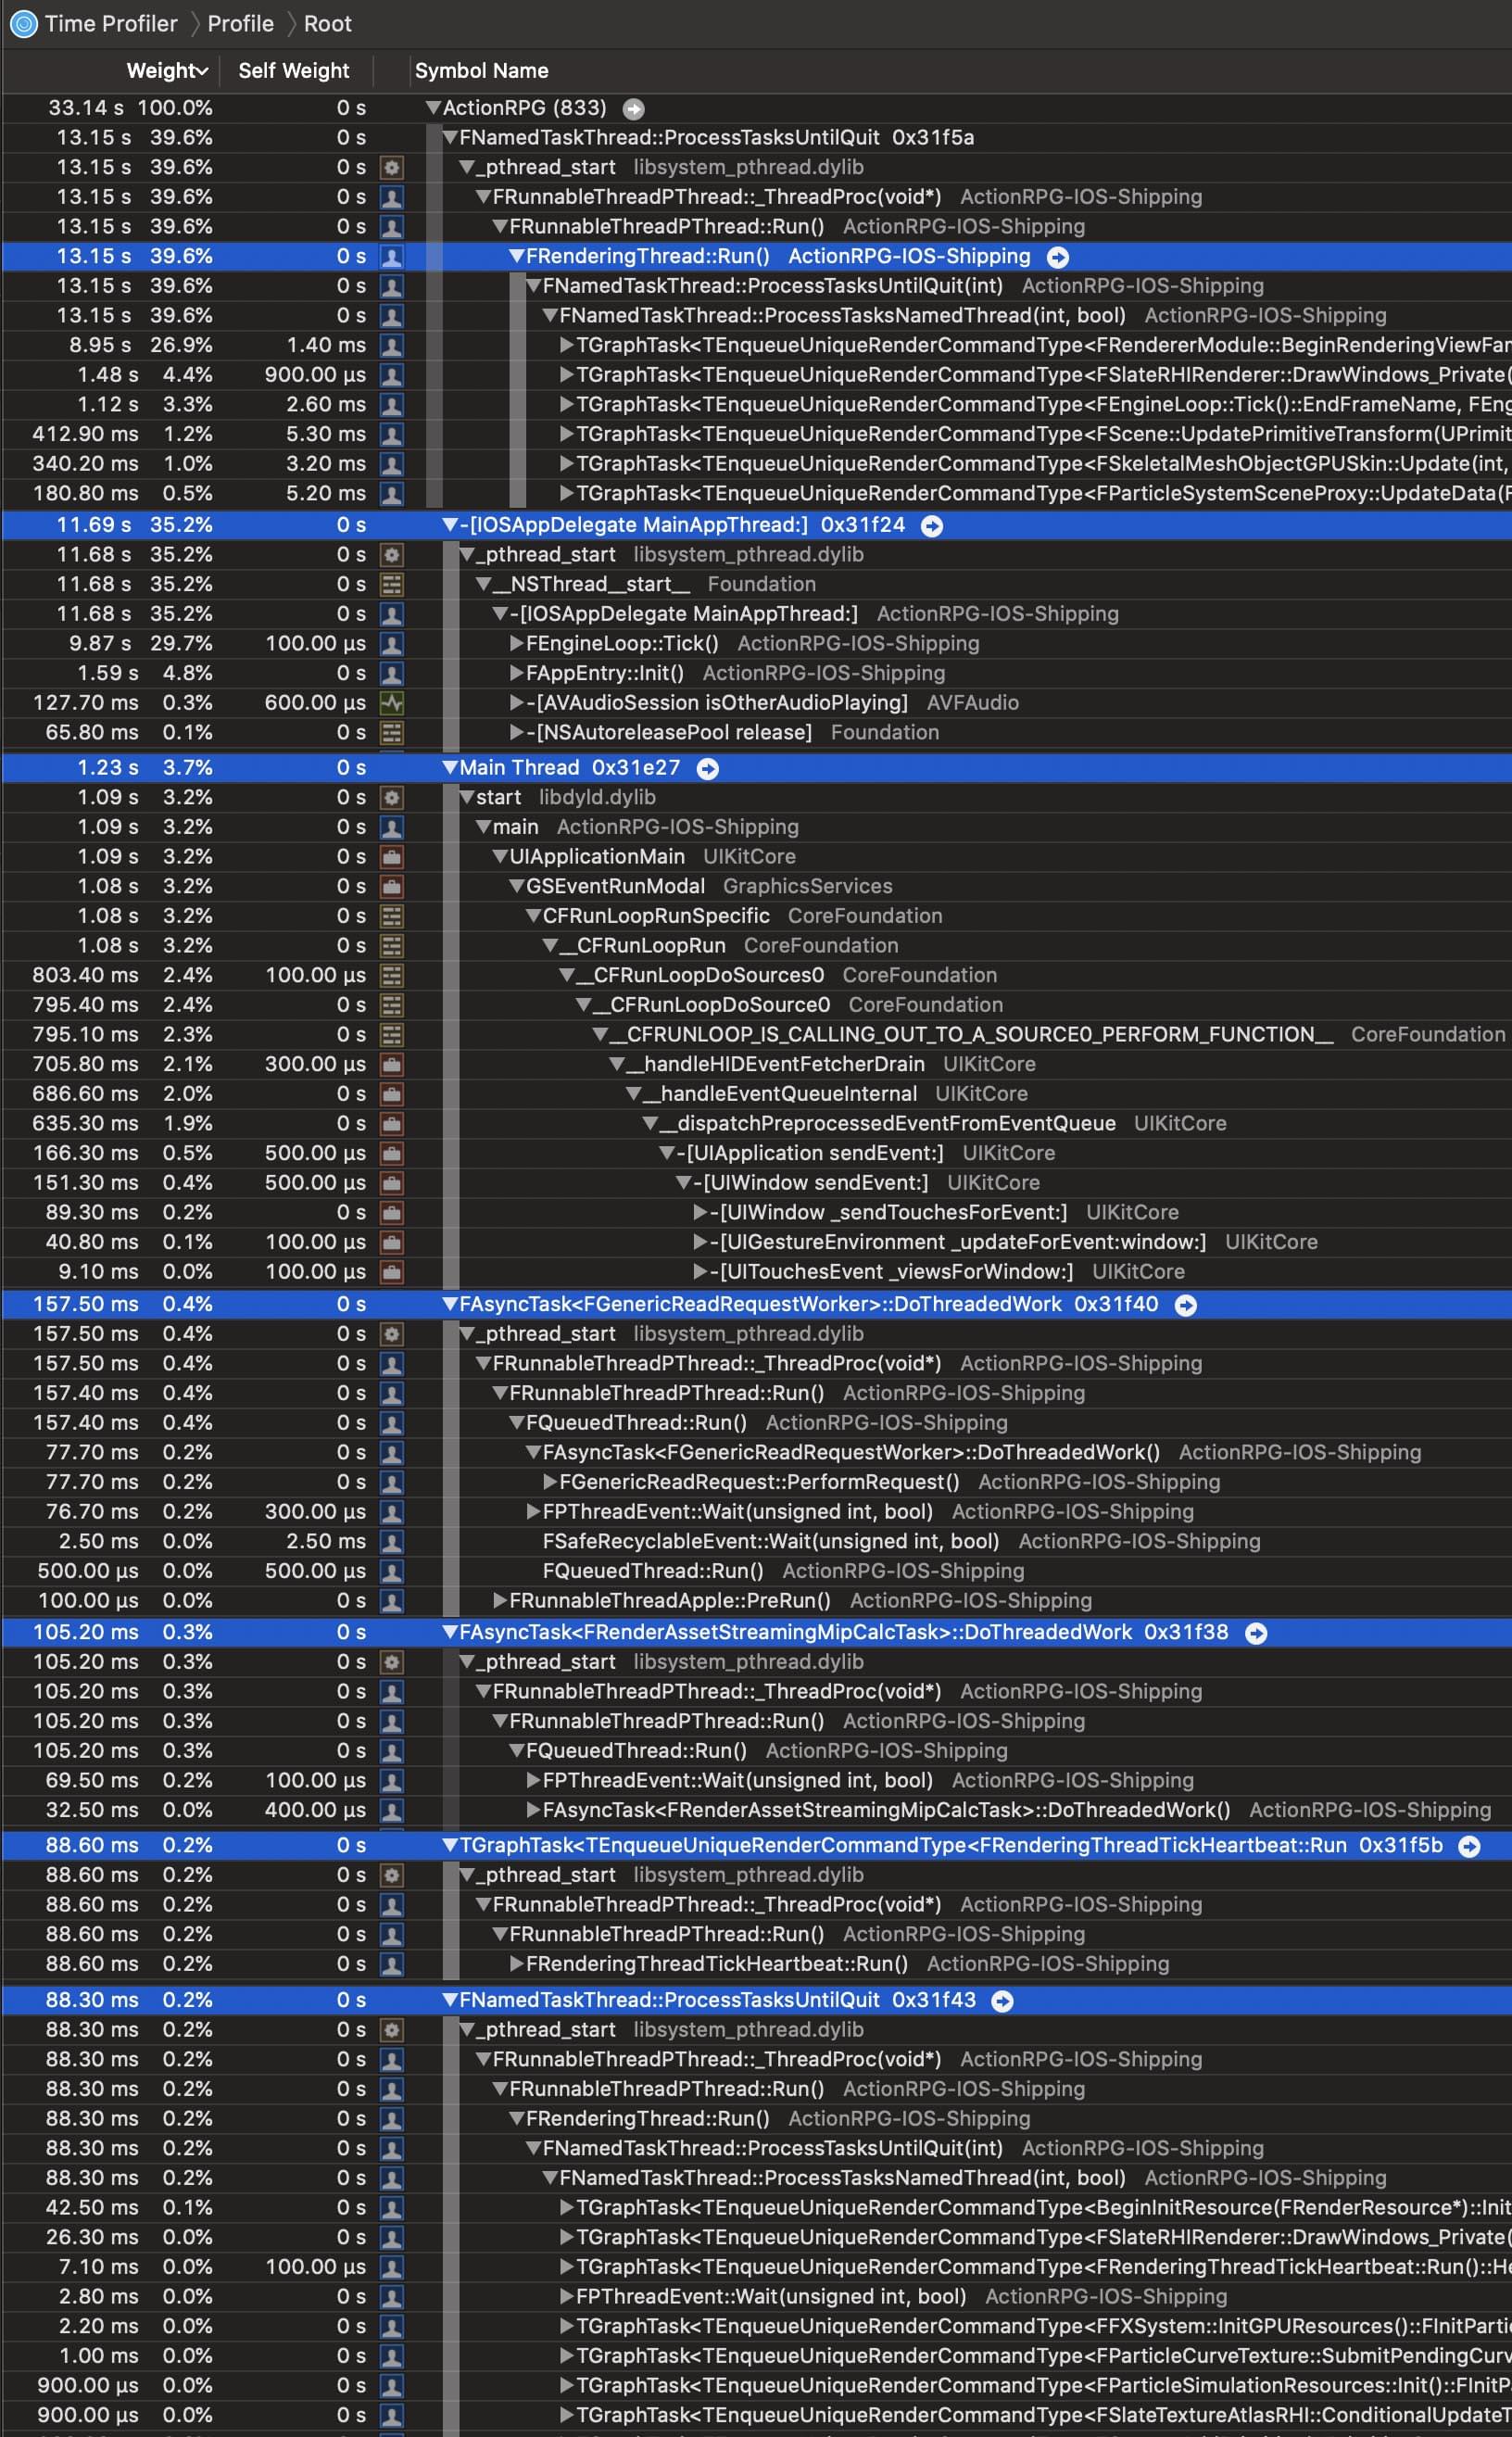 Time Profiler Profile Root
Weight Self Weight Symbol Name
33.14 s 100.0% 0 s ActionRPG (833)
13.15 s 39.6% 0 s FNamedTaskThread::ProcessTasksUntilQuit 0x31f5a
13.15 s 39.6% 0 s _pthread_start libsystem_pthread.dylib
13.15 s 39.6% 0 s FRunnableThreadPThread::_ThreadProc(void*) ActionRPG-IOS-Shipping
13.15 s 39.6% 0 s FRunnableThreadPThread::Run() ActionRPG-IOS-Shipping
13.15 s 39.6% 0 s FRenderingThread::Run() ActionRPG-IOS-Shipping
13.15 s 39.6% 0 s FNamedTaskThread::ProcessTasksUntilQuit(int) ActionRPG-IOS-Shipping
13.15 s 39.6% 0 s FNamedTaskThread::ProcessTasksNamedThread(int, bool) ActionRPG-IOS-Shipping
8.95 s 26.9% 1.40 ms TGraphTask<TEnqueueUniqueRenderCommandType<FRendererModule::BeginRenderingViewFam
1.48 s 4.4% 900.00 µs TGraphTask<TEnqueueUniqueRenderCommandType<FSlateRHIRenderer::DrawWindows_Private(
1.12 s 3.3% 2.60 ms TGraphTask<TEnqueueUniqueRenderCommandType<FEngineLoop::Tick()::EndFrameName, FEng
412.90 ms 1.2% 5.30 ms TGraphTask<TEnqueueUniqueRenderCommandType<FScene::UpdatePrimitiveTransform(UPrimit
340.20 ms 1.0% 3.20 ms TGraphTask<TEnqueueUniqueRenderCommandType<FSkeletalMeshObjectGPUSkin::Update(int,
180.80 ms 0.5% 5.20 ms TGraphTask<TEnqueueUniqueRenderCommandType<FParticleSystemSceneProxy::UpdateData(F
11.69 s 35.2% 0 s -[IOSAppDelegate MainAppThread:] 0x31f24
11.68 s 35.2% 0 s _pthread_start libsystem_pthread.dylib
11.68 s 35.2% 0 s __NSThread__start__ Foundation
11.68 s 35.2% 0 s -[IOSAppDelegate MainAppThread:] ActionRPG-IOS-Shipping
9.87 s 29.7% 100.00 µs FEngineLoop::Tick() ActionRPG-IOS-Shipping
1.59 s 4.8% 0 s FAppEntry::Init() ActionRPG-IOS-Shipping
127.70 ms 0.3% 600.00 µs -[AVAudioSession isOtherAudioPlaying] AVFAudio
65.80 ms 0.1% 0 s -[NSAutoreleasePool release] Foundation
1.23 s 3.7% 0 s Main Thread 0x31e27
1.09 s 3.2% 0 s start libdyld.dylib
1.09 s 3.2% 0 s main ActionRPG-IOS-Shipping
1.09 s 3.2% 0 s UIApplicationMain UIKitCore
1.08 s 3.2% 0 s GSEventRunModal GraphicsServices
1.08 s 3.2% 0 s CFRunLoopRunSpecific CoreFoundation
1.08 s 3.2% 0 s __CFRunLoopRun CoreFoundation
803.40 ms 2.4% 100.00 µs __CFRunLoopDoSources0 CoreFoundation
795.40 ms 2.4% 0 s __CFRunLoopDoSource0 CoreFoundation
795.10 ms 2.3% 0 s __CFRUNLOOP_IS_CALLING_OUT_TO_A_SOURCE0_PERFORM_FUNCTION__ CoreFoundation
705.80 ms 2.1% 300.00 µs __handleHIDEventFetcherDrain UIKitCore
686.60 ms 2.0% 0 s __handleEventQueueInternal UIKitCore
635.30 ms 1.9% 0 s __dispatchPreprocessedEventFromEventQueue UIKitCore
166.30 ms 0.5% 500.00 µs -[UIApplication sendEvent:] UIKitCore
151.30 ms 0.4% 500.00 µs -[UIWindow sendEvent:] UIKitCore
89.30 ms 0.2% 0 s -[UIWindow _sendTouchesForEvent:] UIKitCore
40.80 ms 0.1% 100.00 µs -[UIGestureEnvironment _updateForEvent:window:] UIKitCore
9.10 ms 0.0% 100.00 µs -[UITouchesEvent _viewsForWindow:] UIKitCore
157.50 ms 0.4% 0 s FAsyncTask<FGenericReadRequestWorker>::DoThreadedWork 0x31f40
157.50 ms 0.4% 0 s _pthread_start libsystem_pthread.dylib
157.50 ms 0.4% 0 s FRunnableThreadPThread::_ThreadProc(void*) ActionRPG-IOS-Shipping
157.40 ms 0.4% 0 s FRunnableThreadPThread::Run() ActionRPG-IOS-Shipping
157.40 ms 0.4% 0 s FQueuedThread::Run() ActionRPG-IOS-Shipping
77.70 ms 0.2% 0 s FAsyncTask<FGenericReadRequestWorker>::DoThreadedWork() ActionRPG-IOS-Shipping
77.70 ms 0.2% 0 s FGenericReadRequest::PerformRequest() ActionRPG-IOS-Shipping
76.70 ms 0.2% 300.00 µs FPThreadEvent::Wait(unsigned int, bool) ActionRPG-IOS-Shipping
2.50 ms 0.0% 2.50 ms FSafeRecyclableEvent::Wait(unsigned int, bool) ActionRPG-IOS-Shipping
500.00 µs 0.0% 500.00 µs FQueuedThread::Run() ActionRPG-IOS-Shipping
100.00 µs 0.0% 0 s FRunnableThreadApple::PreRun() ActionRPG-IOS-Shipping
105.20 ms 0.3% 0 s FAsyncTask<FRenderAssetStreamingMipCalcTask>::DoThreadedWork 0x31f38
105.20 ms 0.3% 0 s _pthread_start libsystem_pthread.dylib
105.20 ms 0.3% 0 s FRunnableThreadPThread::_ThreadProc(void*) ActionRPG-IOS-Shipping
105.20 ms 0.3% 0 s FRunnableThreadPThread::Run() ActionRPG-IOS-Shipping
105.20 ms 0.3% 0 s FQueuedThread::Run() ActionRPG-IOS-Shipping
69.50 ms 0.2% 100.00 µs FPThreadEvent::Wait(unsigned int, bool) ActionRPG-IOS-Shipping
32.50 ms 0.0% 400.00 µs FAsyncTask<FRenderAssetStreamingMipCalcTask>::DoThreadedWork() ActionRPG-IOS-Shipping
88.60 ms 0.2% 0 s TGraphTask<TEnqueueUniqueRenderCommandType<FRenderingThreadTickHeartbeat::Run 0x31f5b
88.60 ms 0.2% 0 s _pthread_start libsystem_pthread.dylib
88.60 ms 0.2% 0 s FRunnableThreadPThread::_ThreadProc(void*) ActionRPG-IOS-Shipping
88.60 ms 0.2% 0 s FRunnableThreadPThread::Run() ActionRPG-IOS-Shipping
88.60 ms 0.2% 0 s FRenderingThreadTickHeartbeat::Run() ActionRPG-IOS-Shipping
88.30 ms 0.2% 0 s FNamedTaskThread::ProcessTasksUntilQuit 0x31f43
88.30 ms 0.2% 0 s _pthread_start libsystem_pthread.dylib
88.30 ms 0.2% 0 s FRunnableThreadPThread::_ThreadProc(void*) ActionRPG-IOS-Shipping
88.30 ms 0.2% 0 s FRunnableThreadPThread::Run() ActionRPG-IOS-Shipping
88.30 ms 0.2% 0 s FRenderingThread::Run() ActionRPG-IOS-Shipping
88.30 ms 0.2% 0 s FNamedTaskThread::ProcessTasksUntilQuit(int) ActionRPG-IOS-Shipping
88.30 ms 0.2% 0 s FNamedTaskThread::ProcessTasksNamedThread(int, bool) ActionRPG-IOS-Shipping
42.50 ms 0.1% 0 s TGraphTask<TEnqueueUniqueRenderCommandType<BeginInitResource(FRenderResource*)::Init
26.30 ms 0.0% 0 s TGraphTask<TEnqueueUniqueRenderCommandType<FSlateRHIRenderer::DrawWindows_Private(
7.10 ms 0.0% 100.00 µs TGraphTask<TEnqueueUniqueRenderCommandType<FRenderingThreadTickHeartbeat::Run()::He
2.80 ms 0.0% 0 s FPThreadEvent::Wait(unsigned int, bool) ActionRPG-IOS-Shipping
2.20 ms 0.0% 0 s TGraphTask<TEnqueueUniqueRenderCommandType<FFXSystem::InitGPUResources()::FInitParti
1.00 ms 0.0% 0 s TGraphTask<TEnqueueUniqueRenderCommandType<FParticleCurveTexture::SubmitPendingCurv
900.00 µs 0.0% 0 s TGraphTask<TEnqueueUniqueRenderCommandType<FParticleSimulationResources::Init()::FInitP
900.00 µs 0.0% 0 s TGraphTask<TEnqueueUniqueRenderCommandType<FSlateTextureAtlasRHI::ConditionalUpdateT